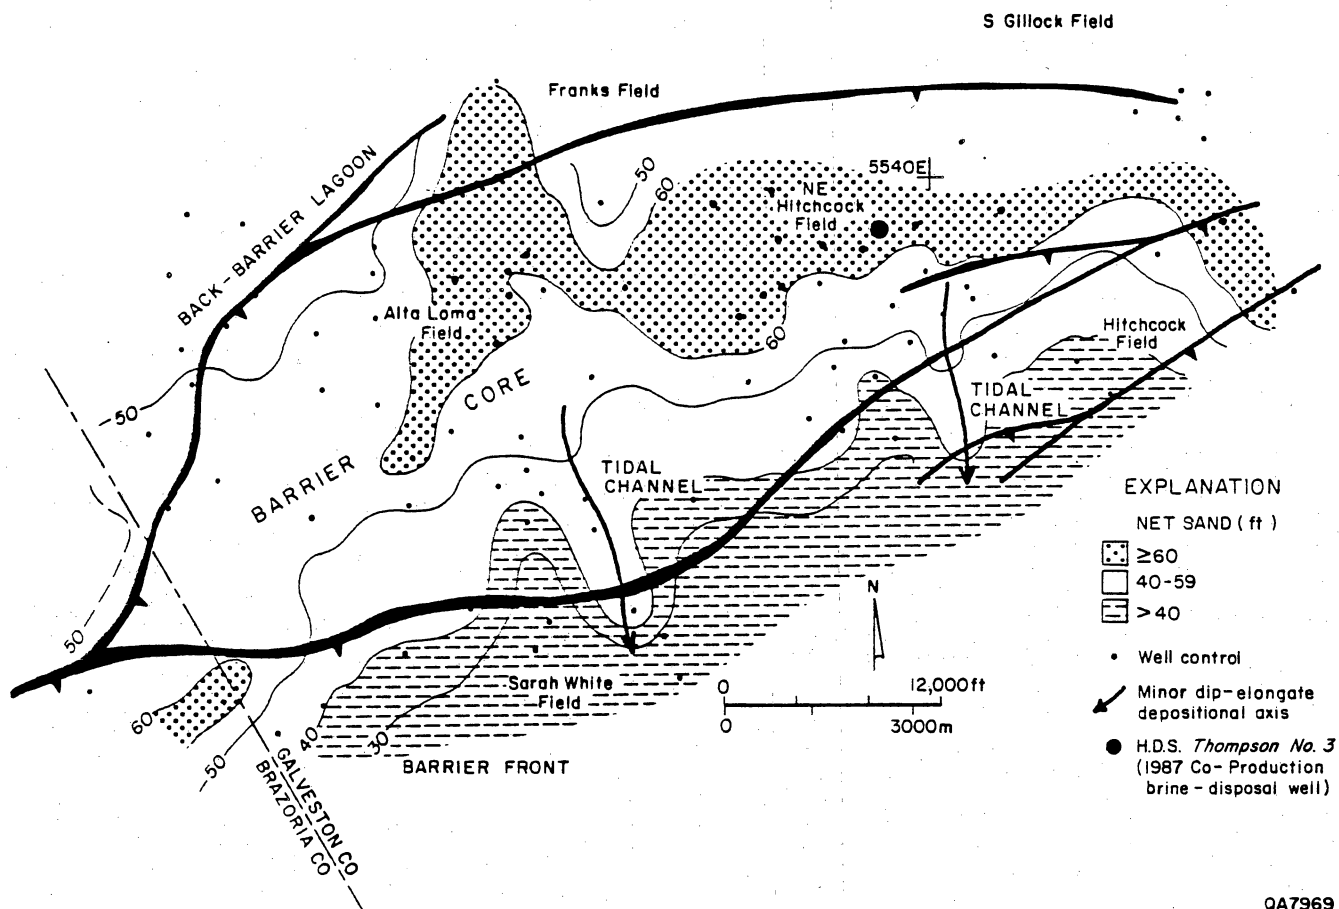 S Gillock Field
Franks Field
BACK-BARRIER LAGOON
50
60
5540E
NE
Hitchcock
Field
Alta Loma
Field
60
Hitchcock
Field
50
BARRIER CORE
TIDAL
CHANNEL
TIDAL
CHANNEL
50
60
50
40
30
Sarah White
Field
BARRIER FRONT
GALVESTON CO
BRAZORIA CO
N
0 12,000ft
0 3000m
EXPLANATION
NET SAND (ft)
≥60
40-59
>40
Well control
Minor dip-elongate
depositional axis
H.D.S. Thompson No. 3
(1987 Co-Production
brine-disposal well)
QA7969